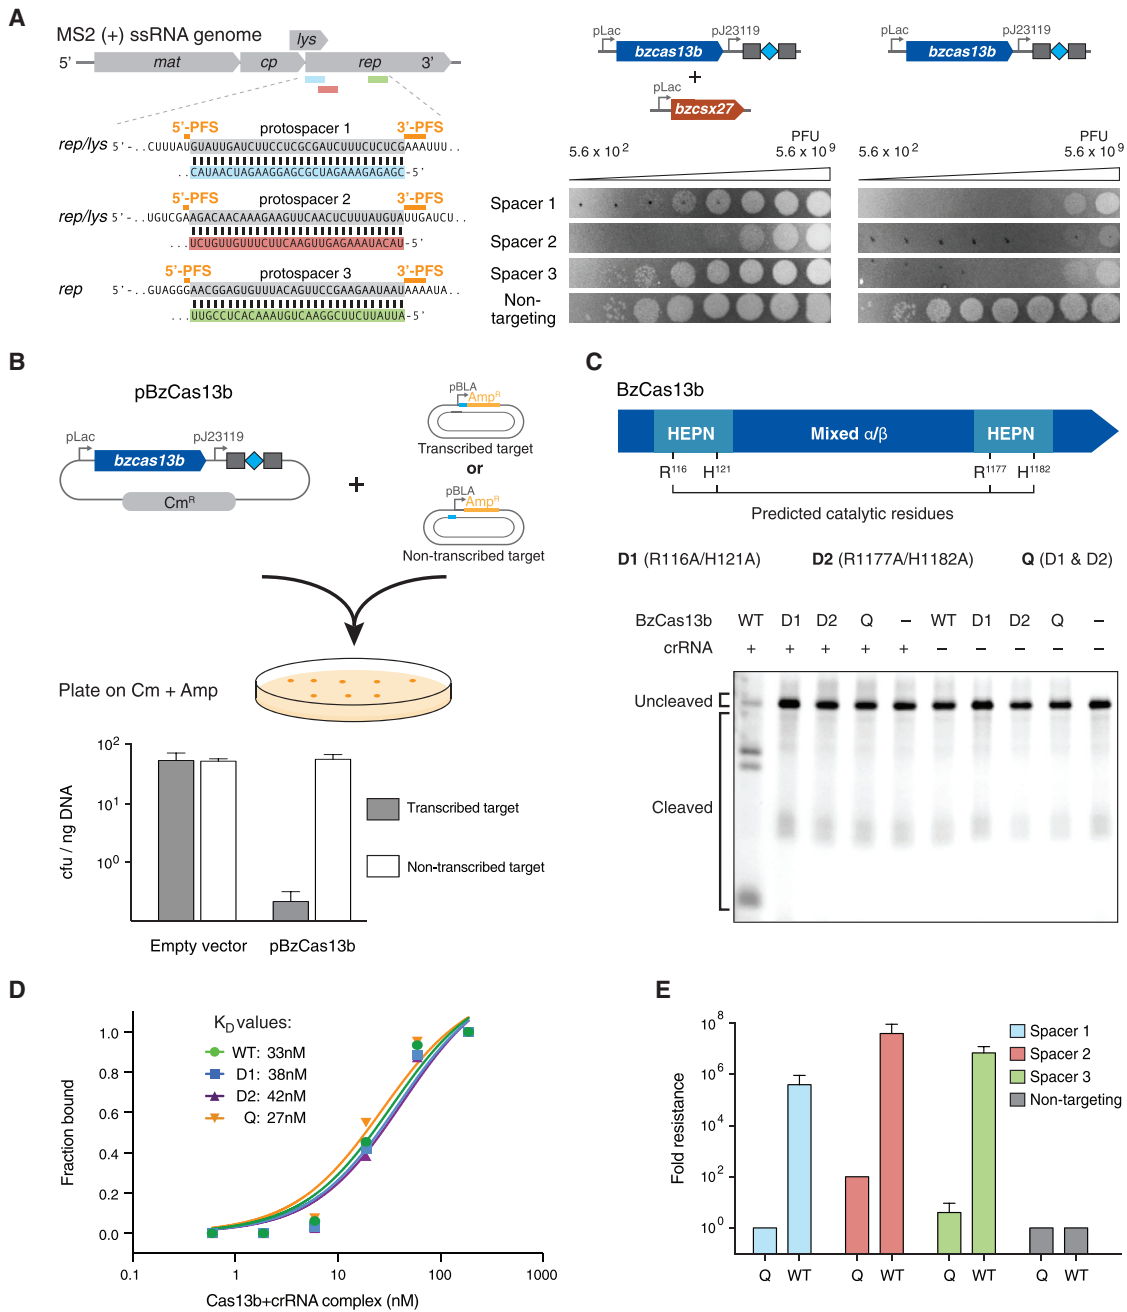 A
MS2 (+) ssRNA genome
lys
5’
mat
cp
rep
3’
5’-PFS
protospacer 1
3’-PFS
rep/lys
5’-..CUUUAUGUAUUGAUCUUCCUCGCGAUCUUUCUCUCGAAAUUU..
..CAUAACUAGAAGGAGCGCUAGAAAGAGAGC-5’
5’-PFS
protospacer 2
3’-PFS
rep/lys
5’-..UGUCGAAGACAACAAAGAAGUUCAACUCUUUAUGUAUUGAUCU..
...UCUGUUGUUUCUUCAAGUUGAGAAAUACAU-5’
5’-PFS
protospacer 3
3’-PFS
rep
5’-..GUAGGGAACGGAGUGUUUACAGUUCCGAAGAAUAAUAAAAUA..
...UUGCCUCACAAAUGUCAAGGCUUCUUAUUA-5’
pLac
bzcas13b
pJ23119
+
pLac
bzcsx27
pLac
bzcas13b
pJ23119
PFU
5.6 x 10²
5.6 x 10⁹
PFU
5.6 x 10²
5.6 x 10⁹
Spacer 1
Spacer 2
Spacer 3
Non-
targeting
B
pBzCas13b
pLac
bzcas13b
pJ23119
CmR
+
pBLA
AmpR
Transcribed target
or
pBLA
AmpR
Non-transcribed target
Plate on Cm + Amp
cfu / ng DNA
10²
10¹
10⁰
Empty vector
pBzCas13b
Transcribed target
Non-transcribed target
C
BzCas13b
HEPN
Mixed α/β
HEPN
R¹¹⁶
H¹²¹
R¹¹⁷⁷
H¹¹⁸²
Predicted catalytic residues
D1 (R116A/H121A)
D2 (R1177A/H1182A)
Q (D1 & D2)
BzCas13b WT D1 D2 Q – WT D1 D2 Q –
crRNA + + + + + – – – – –
Uncleaved
Cleaved
D
KD values:
WT: 33nM
D1: 38nM
D2: 42nM
Q: 27nM
Fraction bound
1.0
0.8
0.6
0.4
0.2
0.0
0.1 1 10 100 1000
Cas13b+crRNA complex (nM)
E
Fold resistance
10⁸
10⁶
10⁴
10²
10⁰
Q WT Q WT Q WT Q WT
Spacer 1
Spacer 2
Spacer 3
Non-targeting